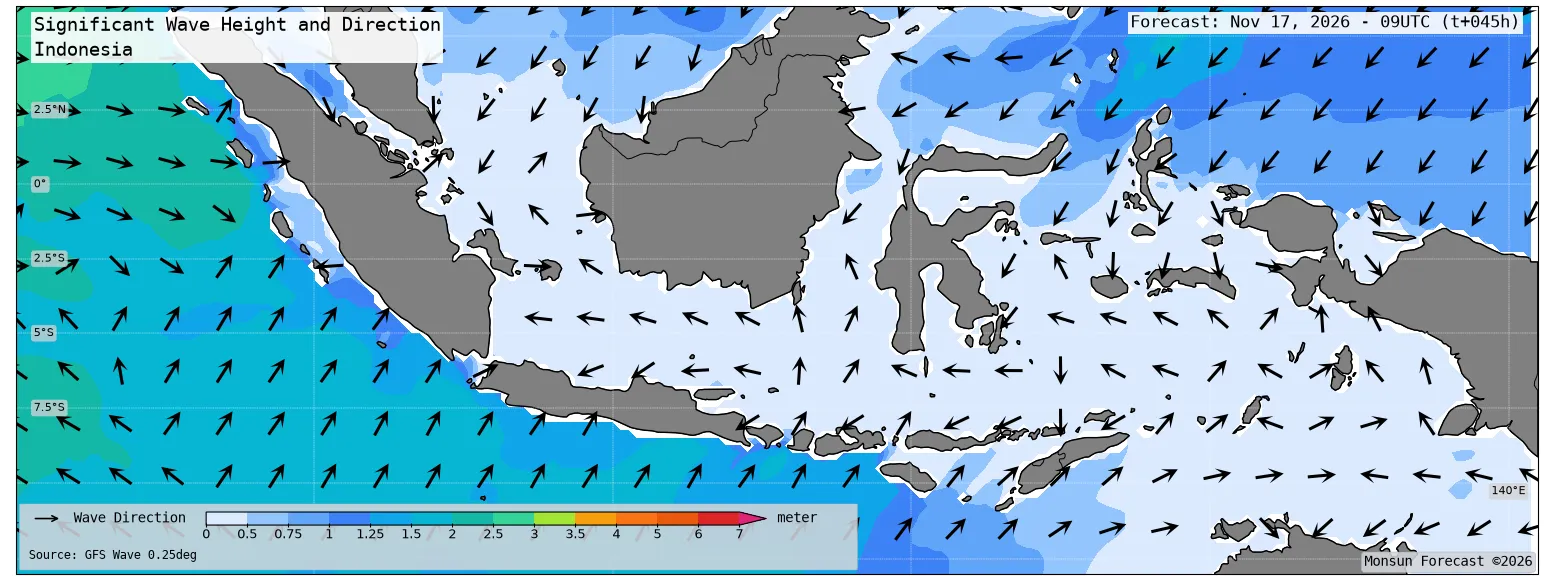 Significant Wave Height and Direction
Indonesia
Forecast: Nov 17, 2026 - 09UTC (t+045h)
2.5°N
0°
2.5°S
5°S
7.5°S
140°E
Wave Direction
meter
0 0.5 0.75 1 1.25 1.5 2 2.5 3 3.5 4 5 6 7
Source: GFS Wave 0.25deg
Monsun Forecast ©2026